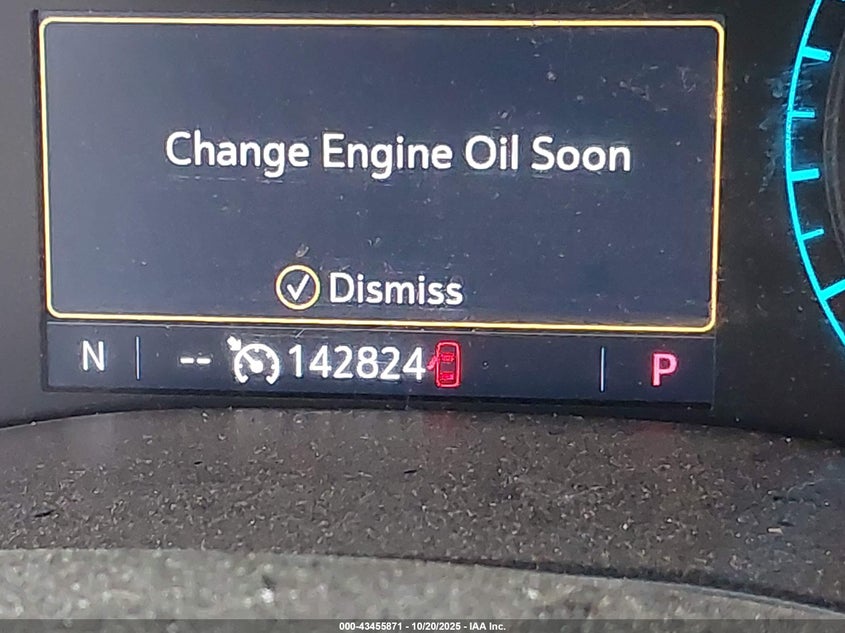 Change Engine Oil Soon
Dismiss
N -- 142824 P
000-43455871 - 10/20/2025 - IAA Inc.